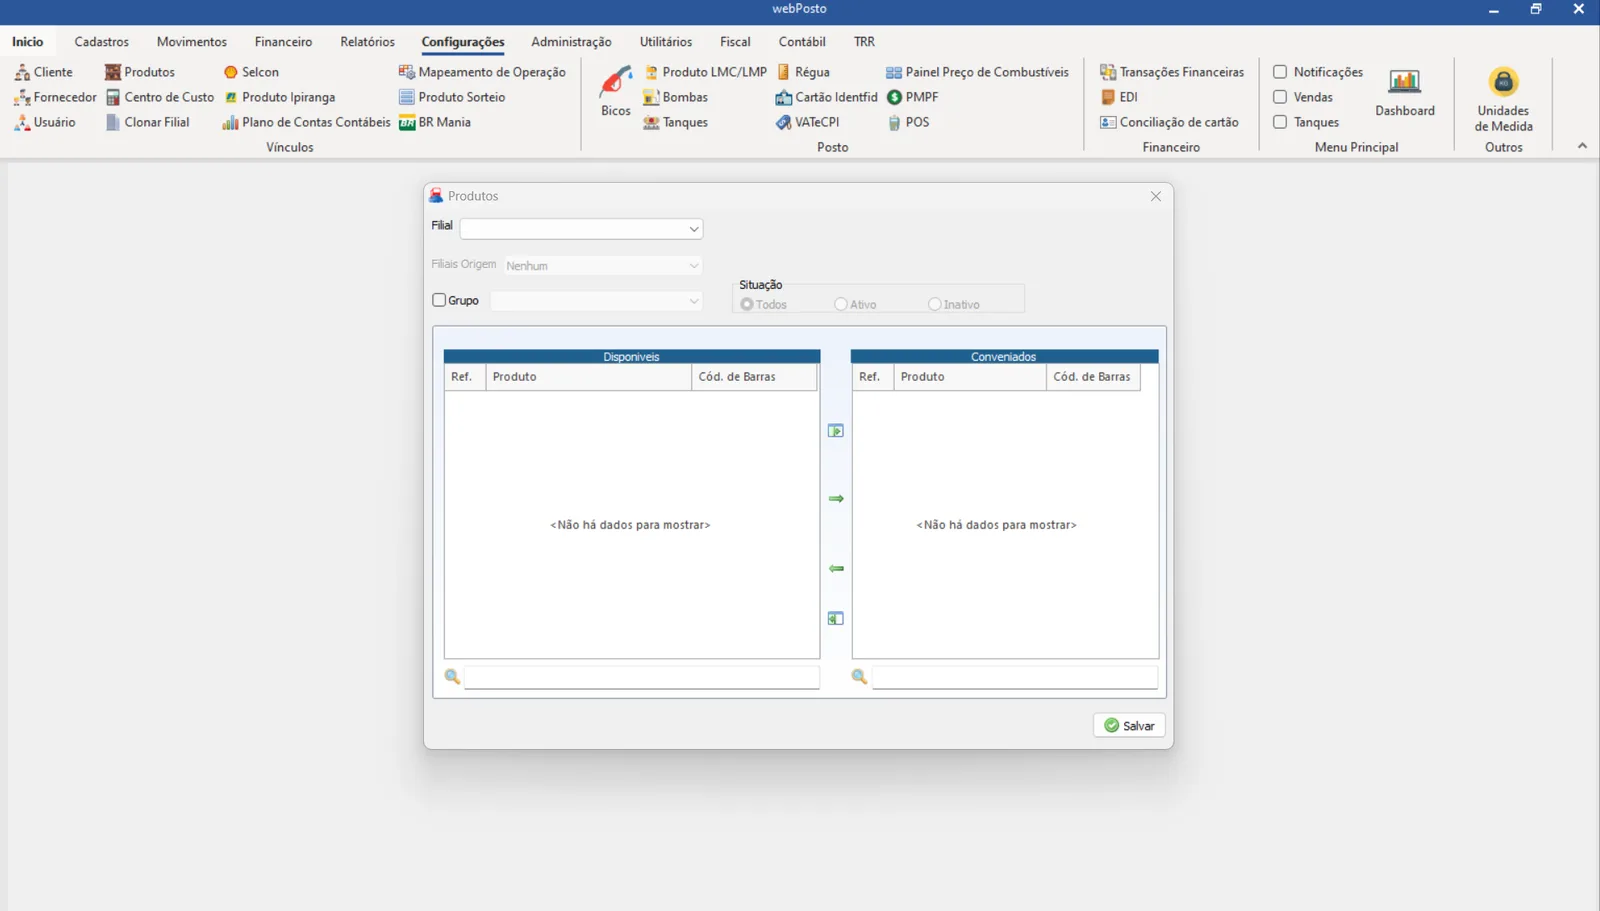 webPosto
Inicio Cadastros Movimentos Financeiro Relatórios Configurações Administração Utilitários Fiscal Contábil TRR
Cliente Produtos Selcon Mapeamento de Operação Produto LMC/LMP Régua Painel Preço de Combustíveis Transações Financeiras Notificações
Fornecedor Centro de Custo Produto Ipiranga Produto Sorteio Bicos Bombas Cartão Identfid PMPF EDI Vendas Dashboard Unidades
Usuário Clonar Filial Plano de Contas Contábeis BR Mania Tanques VATeCPI POS Conciliação de cartão Tanques de Medida
Vínculos Posto Financeiro Menu Principal Outros
Produtos
Filial
Filiais Origem Nenhum
Situação
Grupo Todos Ativo Inativo
Disponiveis Conveniados
Ref. Produto Cód. de Barras Ref. Produto Cód. de Barras
<Não há dados para mostrar> <Não há dados para mostrar>
Salvar